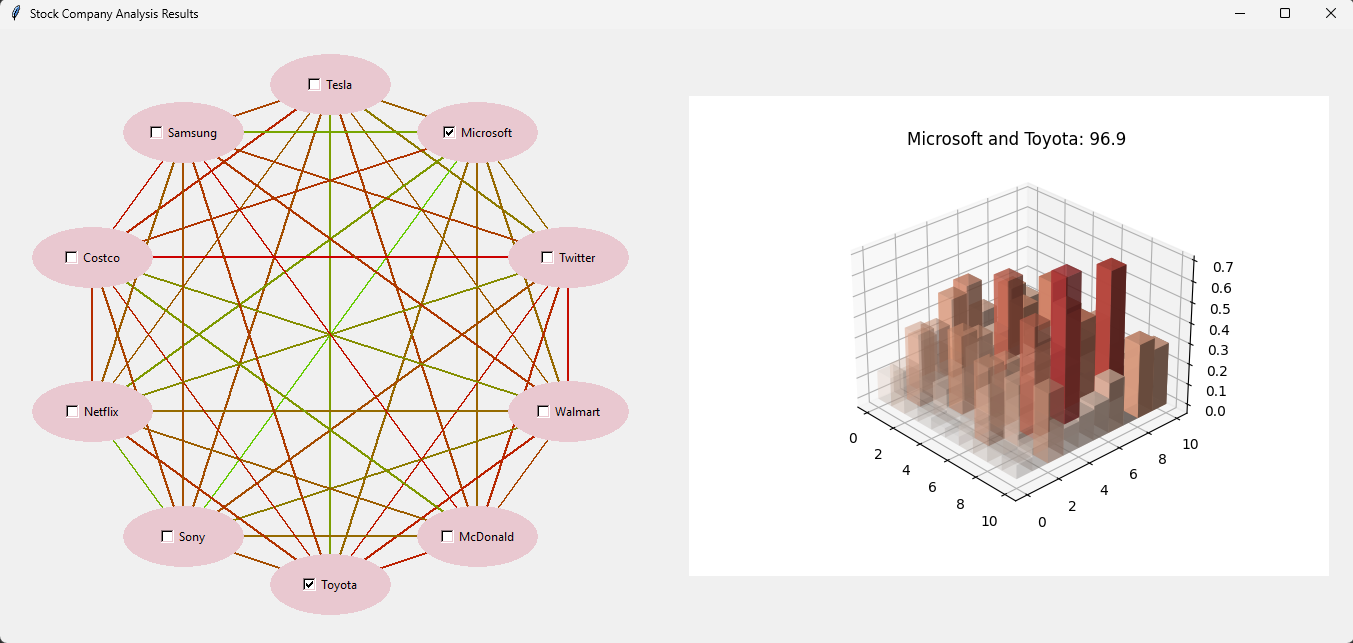 Stock Company Analysis Results
Tesla
Samsung
Microsoft
Costco
Twitter
Netflix
Walmart
Sony
McDonald
Toyota
Microsoft and Toyota: 96.9
0.7
0.6
0.5
0.4
0.3
0.2
0.1
0.0
0
2
4
6
8
10
0
2
4
6
8
10